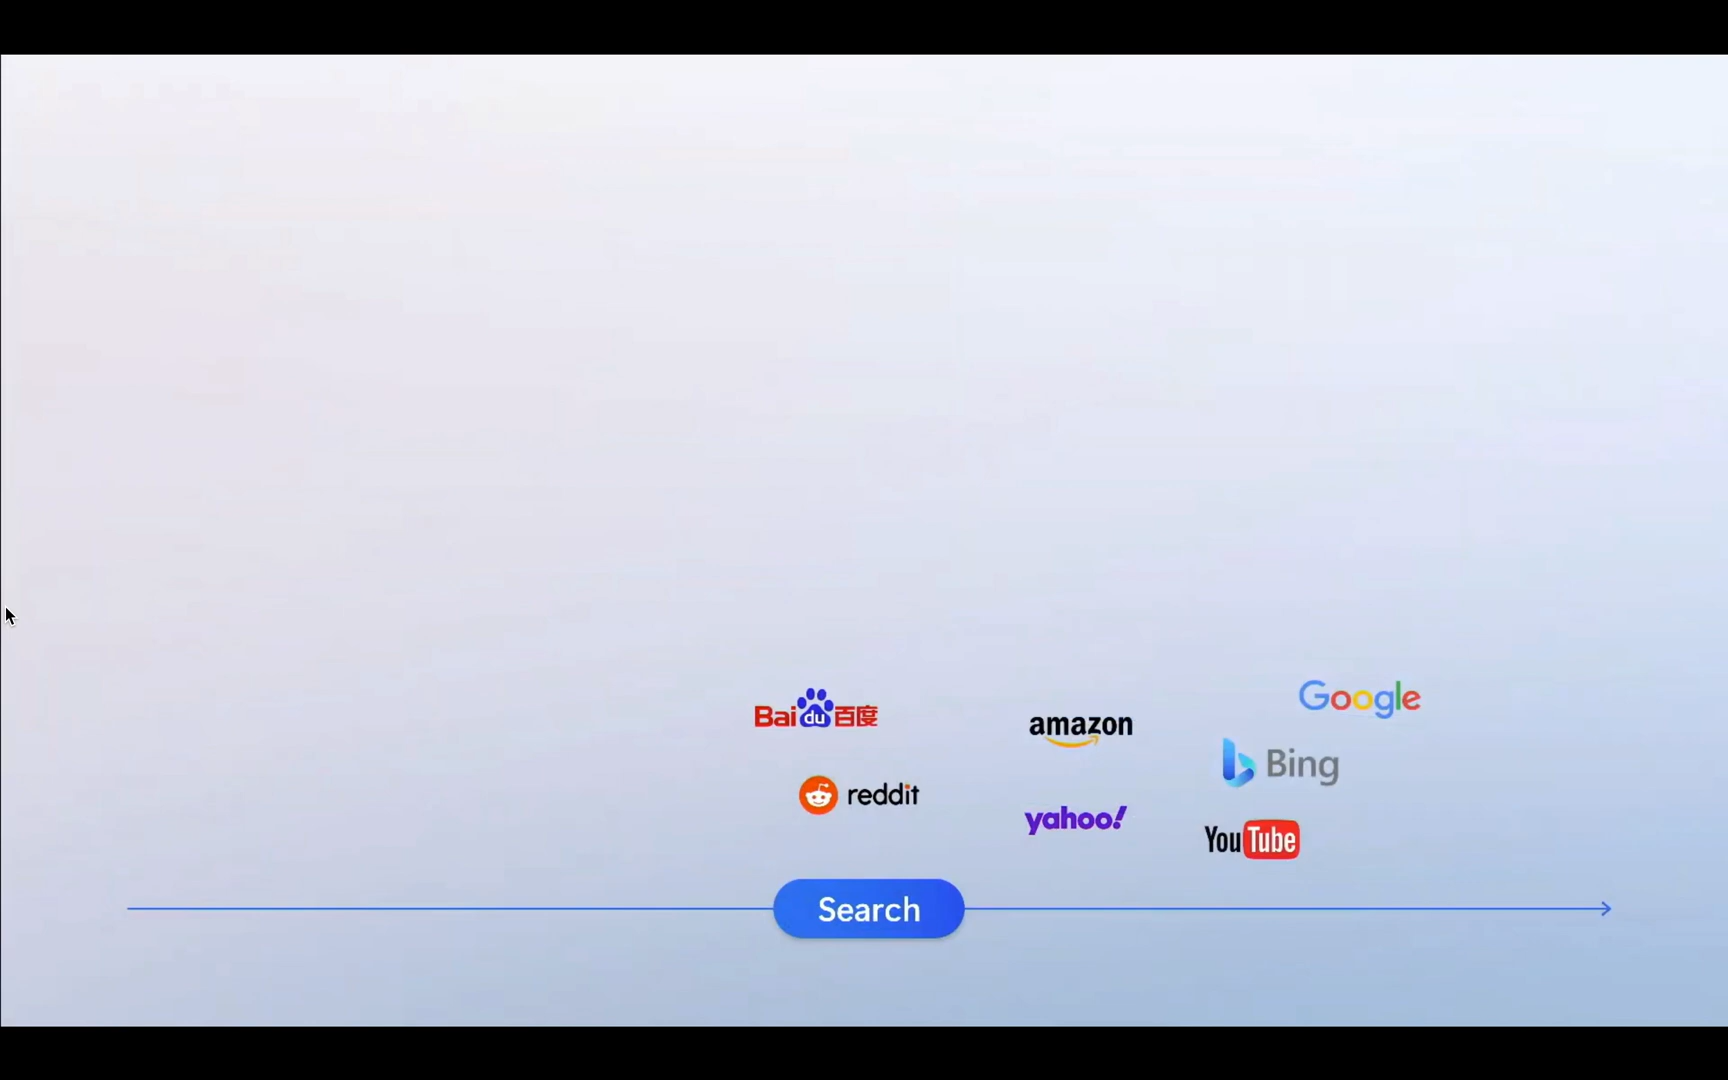 Google
Bai du 百度
amazon
Bing
reddit
yahoo!
YouTube
Search